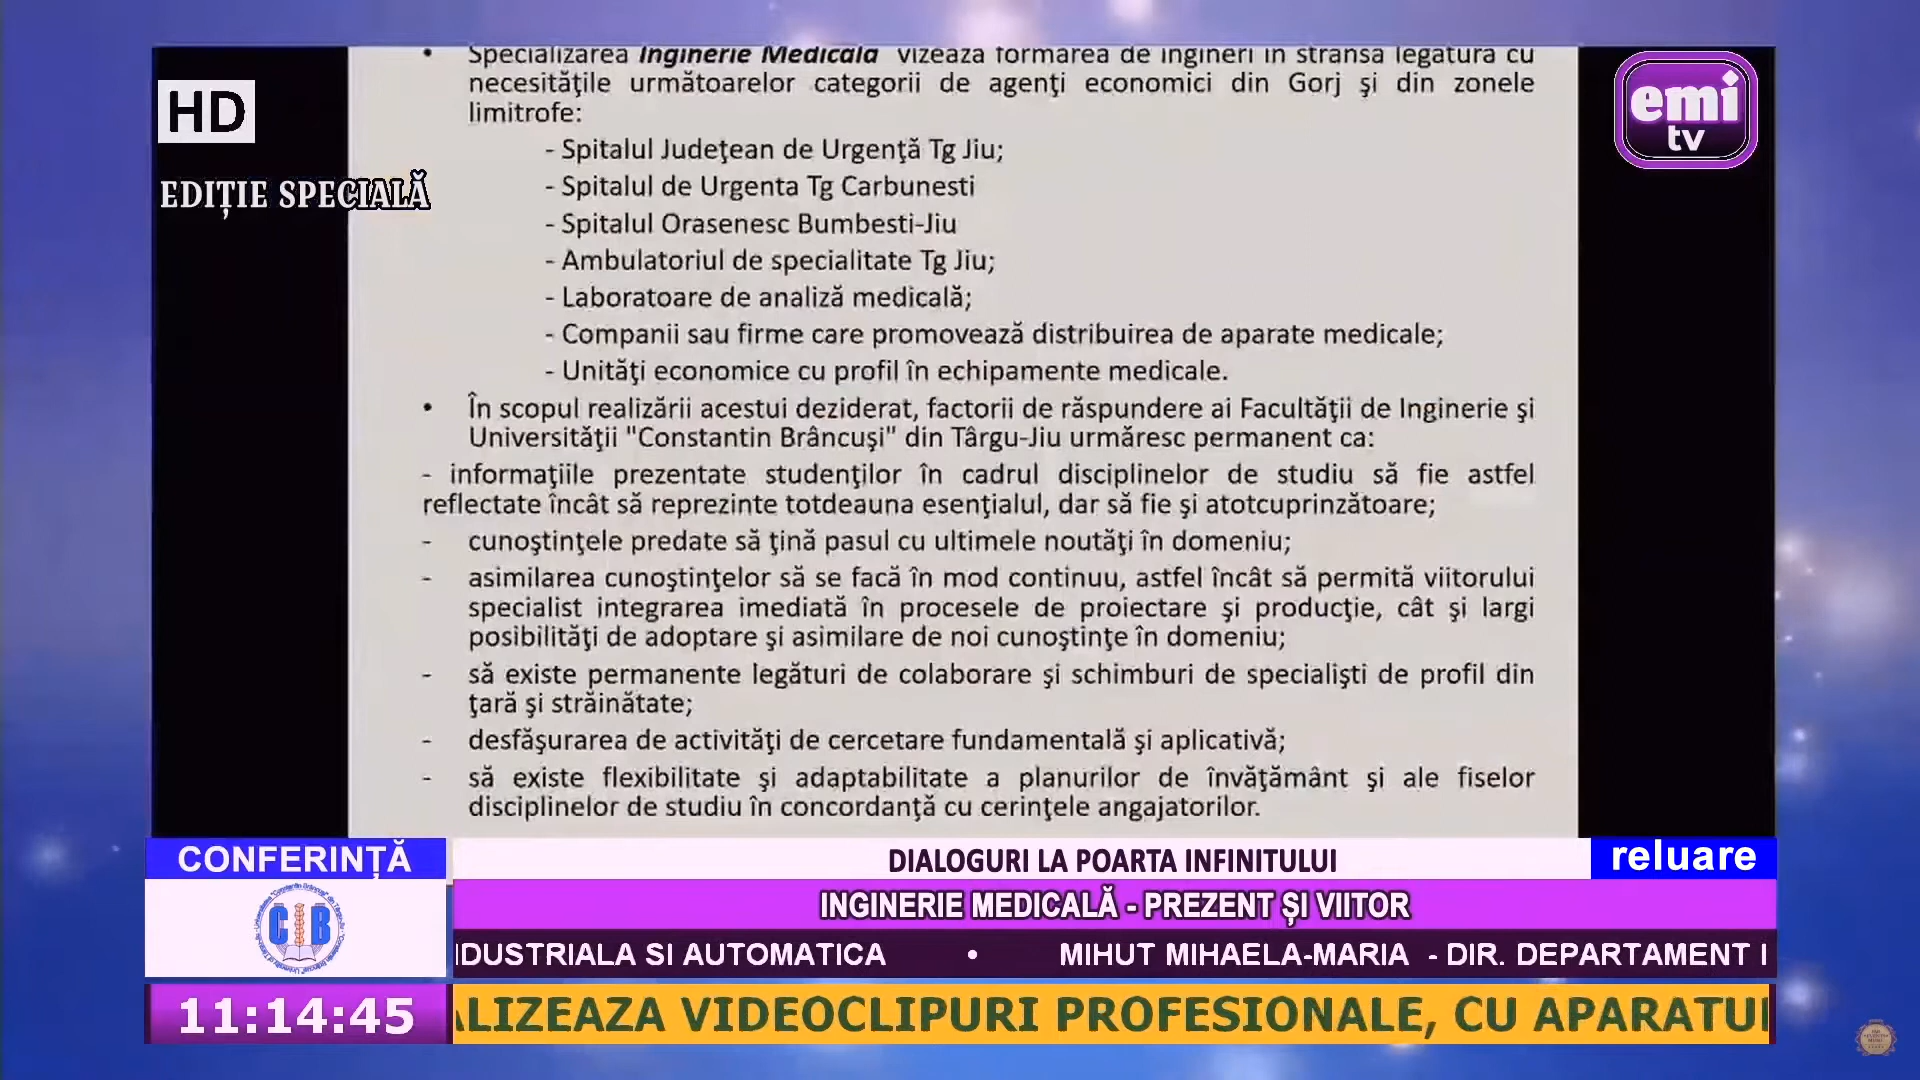 • Specializarea Inginerie Medicala vizeaza formarea de ingineri in stransa legatura cu
necesităţile următoarelor categorii de agenţi economici din Gorj şi din zonele
limitrofe:
HD
emi
tv
- Spitalul Judeţean de Urgenţă Tg Jiu;
- Spitalul de Urgenta Tg Carbunesti
EDIȚIE SPECIALĂ
- Spitalul Orasenesc Bumbesti-Jiu
- Ambulatoriul de specialitate Tg Jiu;
- Laboratoare de analiză medicală;
- Companii sau firme care promovează distribuirea de aparate medicale;
- Unităţi economice cu profil în echipamente medicale.
• În scopul realizării acestui deziderat, factorii de răspundere ai Facultăţii de Inginerie şi
Universităţii "Constantin Brâncuşi" din Târgu-Jiu urmăresc permanent ca:
- informaţiile prezentate studenţilor în cadrul disciplinelor de studiu să fie astfel
reflectate încât să reprezinte totdeauna esenţialul, dar să fie şi atotcuprinzătoare;
- cunoştinţele predate să ţină pasul cu ultimele noutăţi în domeniu;
- asimilarea cunoştinţelor să se facă în mod continuu, astfel încât să permită viitorului
specialist integrarea imediată în procesele de proiectare şi producţie, cât şi largi
posibilităţi de adoptare şi asimilare de noi cunoştinţe în domeniu;
- să existe permanente legături de colaborare şi schimburi de specialişti de profil din
ţară şi străinătate;
- desfăşurarea de activităţi de cercetare fundamentală şi aplicativă;
- să existe flexibilitate şi adaptabilitate a planurilor de învăţământ şi ale fiselor
disciplinelor de studiu în concordanţă cu cerinţele angajatorilor.
CONFERINȚĂ
DIALOGURI LA POARTA INFINITULUI
reluare
INGINERIE MEDICALĂ - PREZENT ȘI VIITOR
CIB
IDUSTRIALA SI AUTOMATICA • MIHUT MIHAELA-MARIA - DIR. DEPARTAMENT I
11:14:45
ALIZEAZA VIDEOCLIPURI PROFESIONALE, CU APARATUI